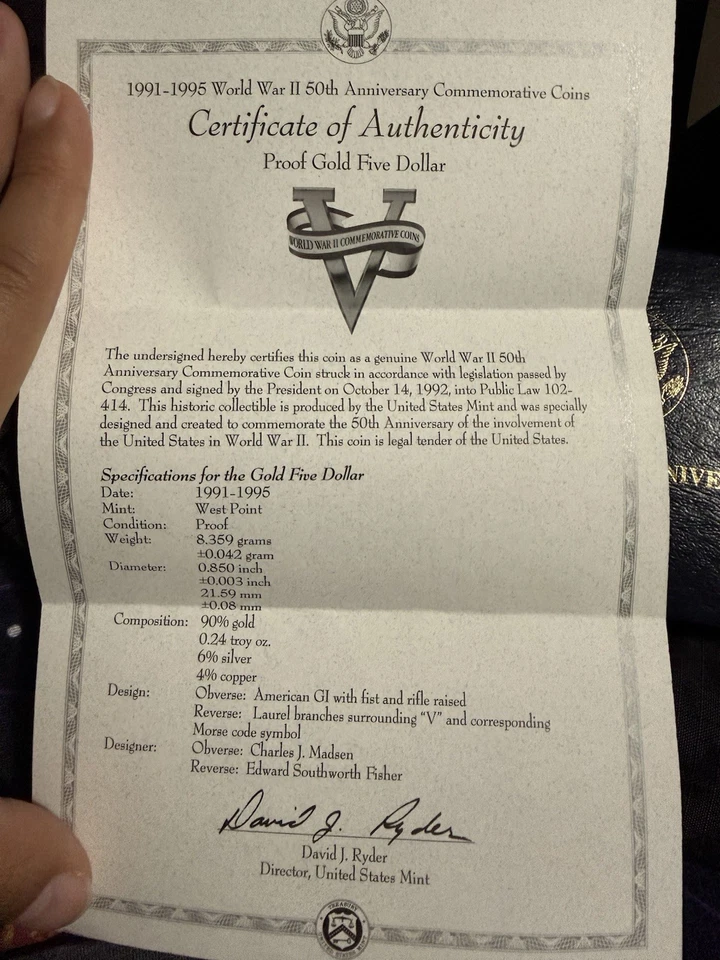 1991-1995 World War II 50th Anniversary Commemorative Coins
Certificate of Authenticity
Proof Gold Five Dollar
WORLD WAR II COMMEMORATIVE COINS
The undersigned hereby certifies this coin as a genuine World War II 50th
Anniversary Commemorative Coin struck in accordance with legislation passed by
Congress and signed by the President on October 14, 1992, into Public Law 102-
414. This historic collectible is produced by the United States Mint and was specially
designed and created to commemorate the 50th Anniversary of the involvement of
the United States in World War II. This coin is legal tender of the United States.
Specifications for the Gold Five Dollar
Date: 1991-1995
Mint: West Point
Condition: Proof
Weight: 8.359 grams
±0.042 gram
Diameter: 0.850 inch
±0.003 inch
21.59 mm
±0.08 mm
Composition: 90% gold
0.24 troy oz.
6% silver
4% copper
Design: Obverse: American GI with fist and rifle raised
Reverse: Laurel branches surrounding "V" and corresponding
Morse code symbol
Designer: Obverse: Charles J. Madsen
Reverse: Edward Southworth Fisher
David J. Ryder
David J. Ryder
Director, United States Mint
NIVE